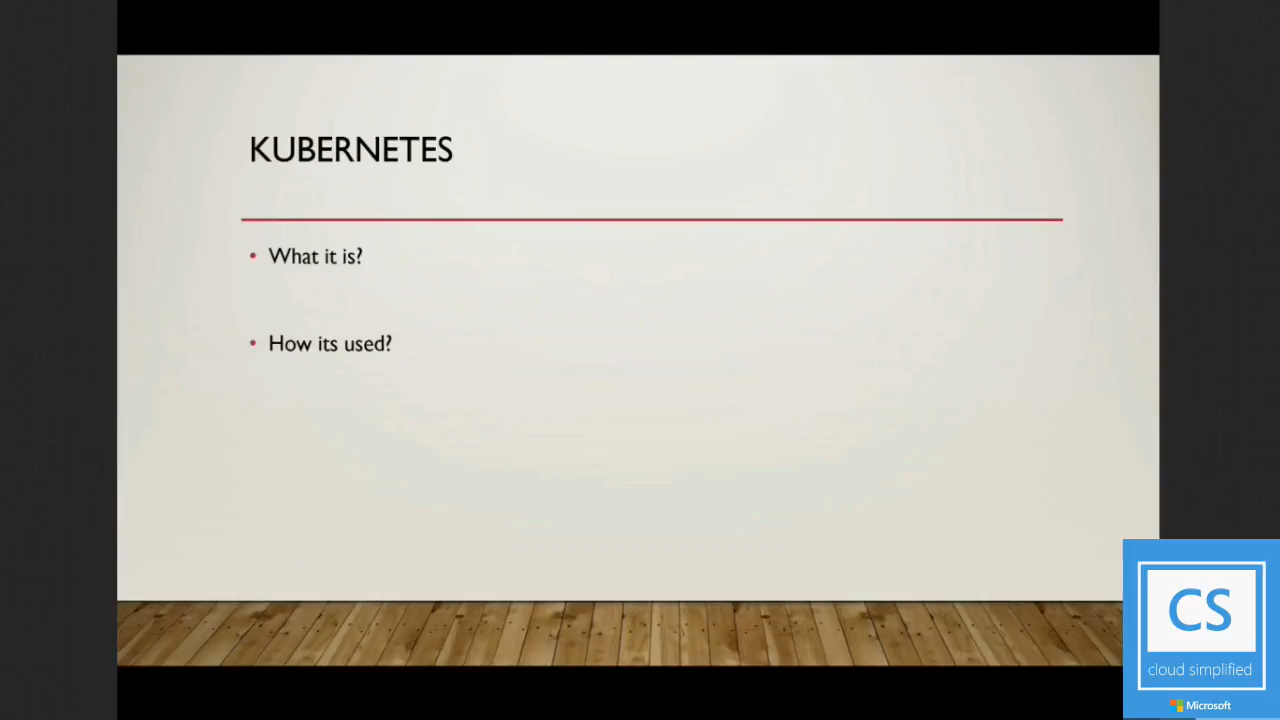 KUBERNETES
• What it is?
• How its used?
CS
cloud simplified
Microsoft